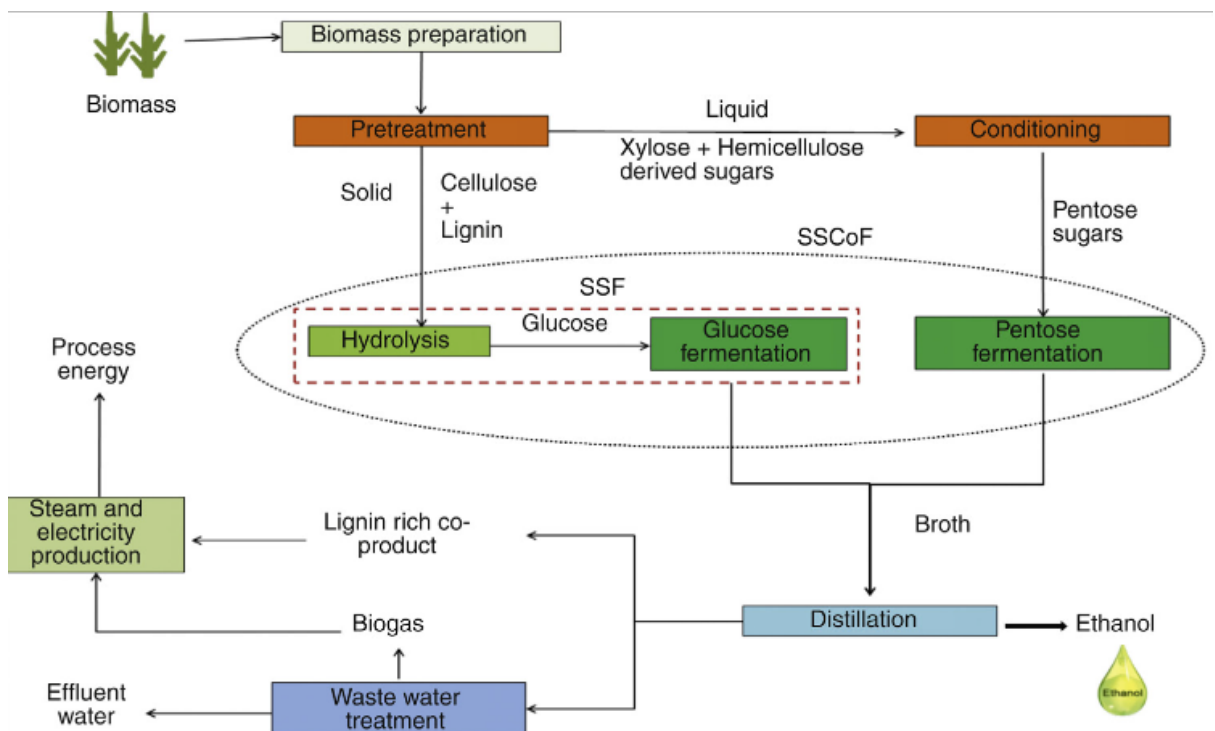 Biomass preparation
Biomass
Pretreatment
Liquid
Xylose + Hemicellulose
derived sugars
Conditioning
Solid
Cellulose
+
Lignin
Pentose
sugars
SSCoF
SSF
Hydrolysis
Glucose
Glucose
fermentation
Pentose
fermentation
Process
energy
Steam and
electricity
production
Lignin rich co-
product
Broth
Biogas
Distillation
Ethanol
Ethanol
Effluent
water
Waste water
treatment